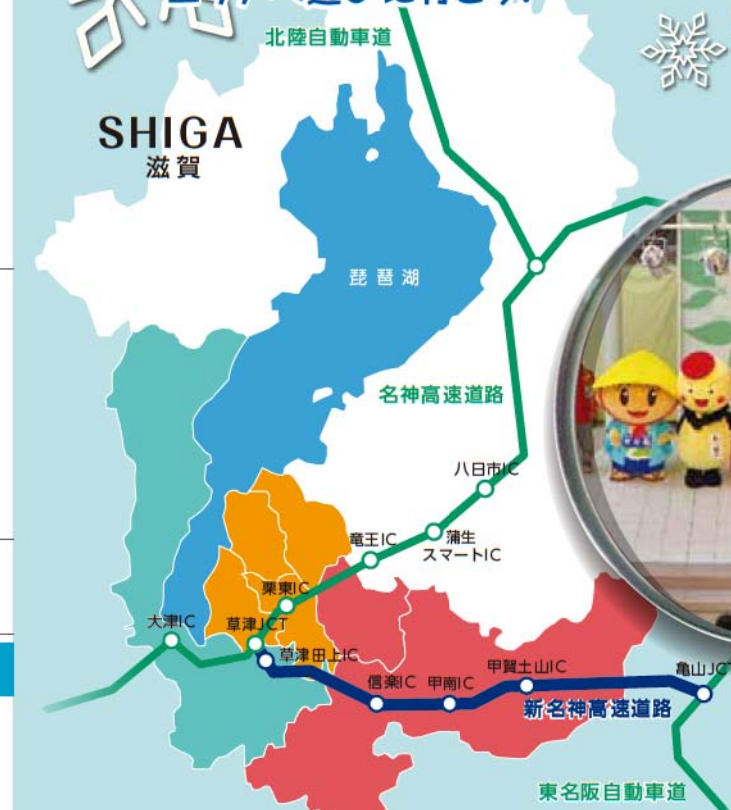 北陸自動車道
SHIGA
滋賀
琵琶湖
名神高速道路
八日市IC
竜王IC
蒲生
スマートIC
栗東IC
大津IC
草津JCT
草津田上IC
信楽IC
甲南IC
甲賀土山IC
亀山JCT
新名神高速道路
東名阪自動車道